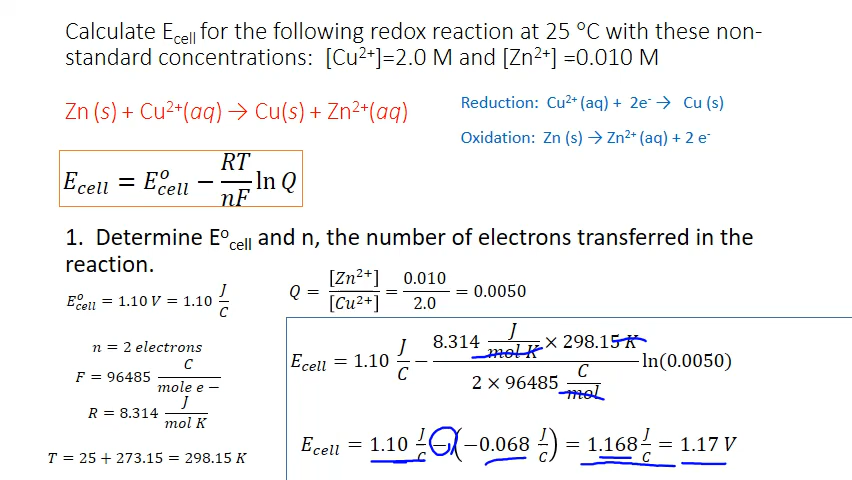 Calculate Ecell for the following redox reaction at 25 °C with these non-
standard concentrations: [Cu²⁺]=2.0 M and [Zn²⁺] =0.010 M
Zn (s) + Cu²⁺(aq) → Cu(s) + Zn²⁺(aq)
Reduction: Cu²⁺ (aq) + 2e⁻ → Cu (s)
Oxidation: Zn (s) → Zn²⁺ (aq) + 2 e⁻
E_cell = E°_cell − RT/nF ln Q
1. Determine E°cell and n, the number of electrons transferred in the
reaction.
E°_cell = 1.10 V = 1.10 J/C
Q = [Zn²⁺]/[Cu²⁺] = 0.010/2.0 = 0.0050
n = 2 electrons
F = 96485 C/mole e −
R = 8.314 J/mol K
T = 25 + 273.15 = 298.15 K
E_cell = 1.10 J/C − (8.314 J/mol K × 298.15 K)/(2 × 96485 C/mol) ln(0.0050)
E_cell = 1.10 J/C − (−0.068 J/C) = 1.168 J/C = 1.17 V